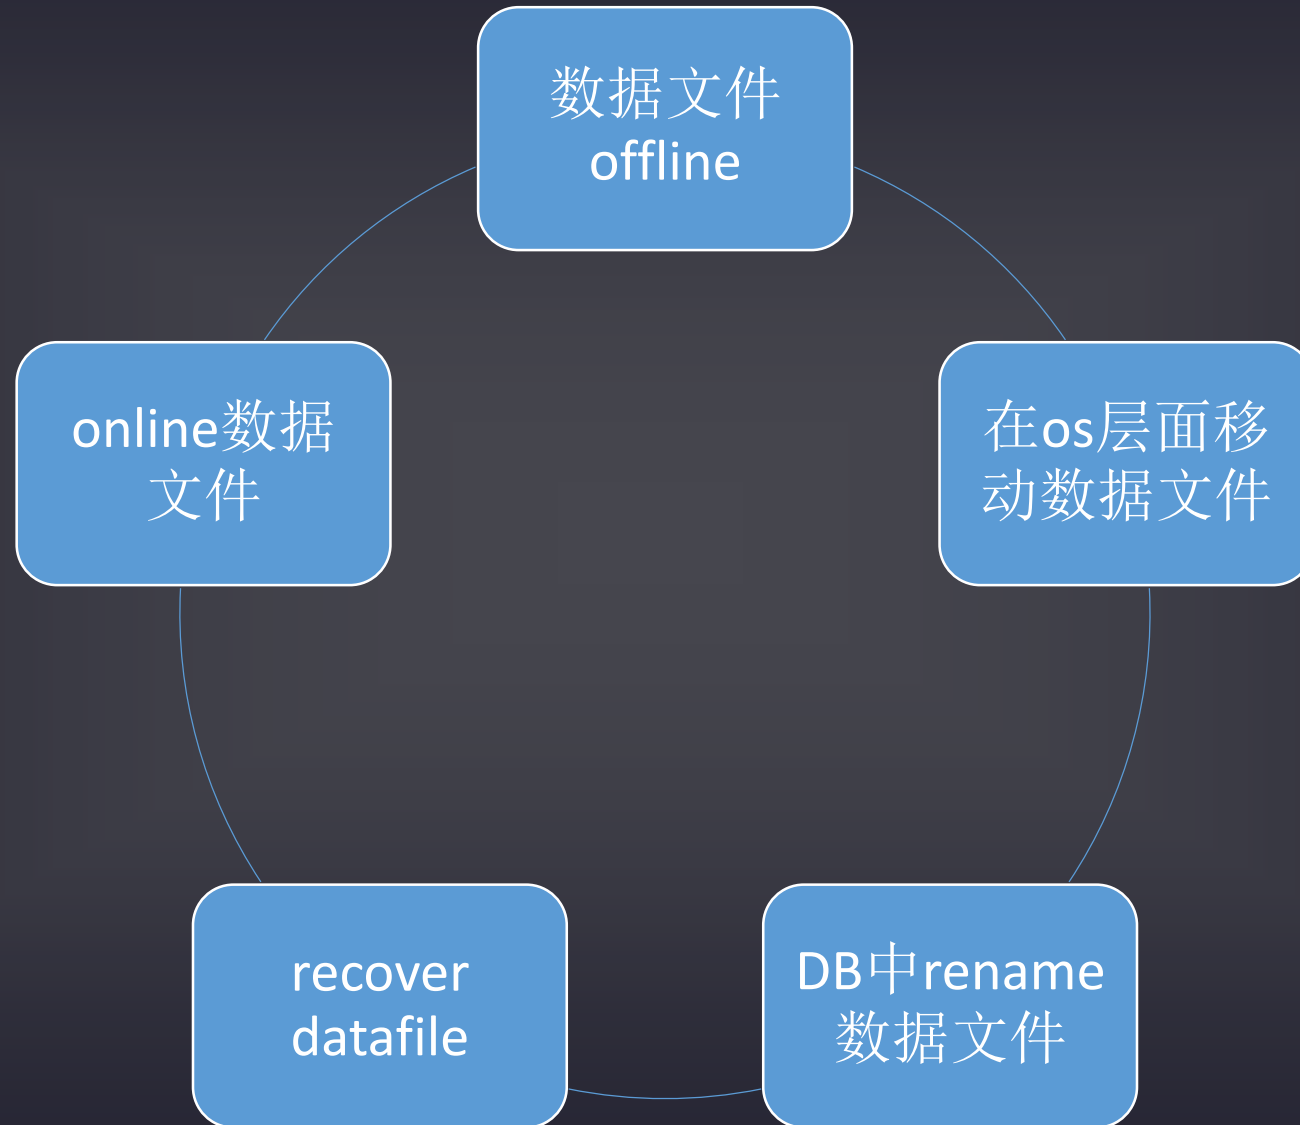 数据文件
offline
在os层面移
动数据文件
DB中rename
数据文件
recover
datafile
online数据
文件